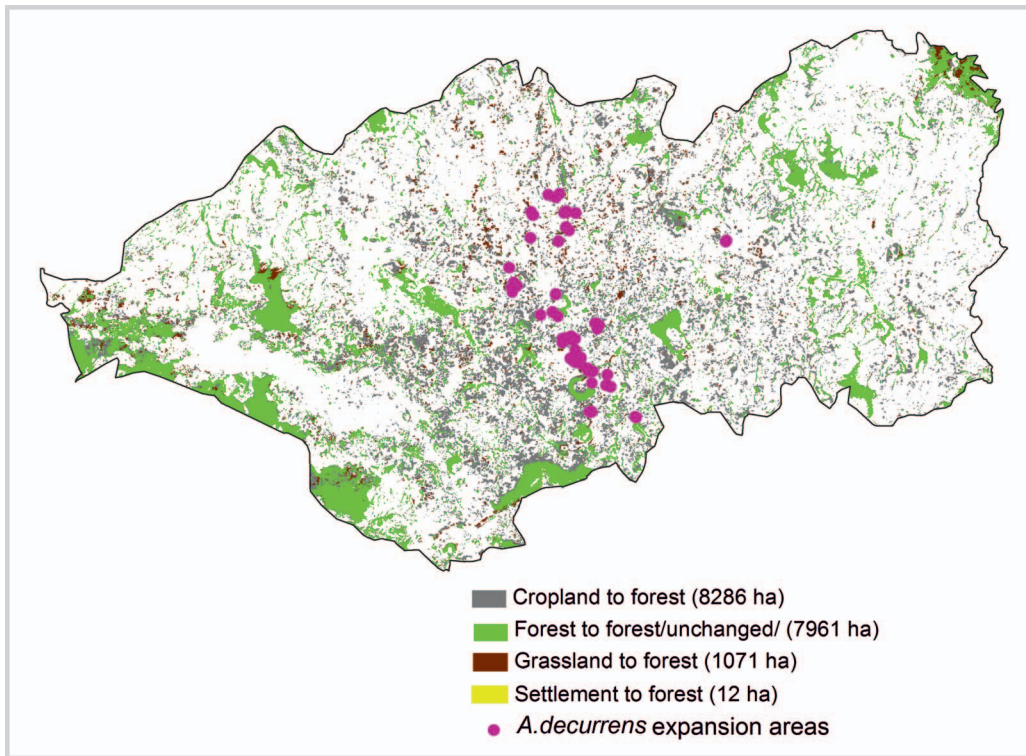 Cropland to forest (8286 ha)
Forest to forest/unchanged/ (7961 ha)
Grassland to forest (1071 ha)
Settlement to forest (12 ha)
A.decurrens expansion areas